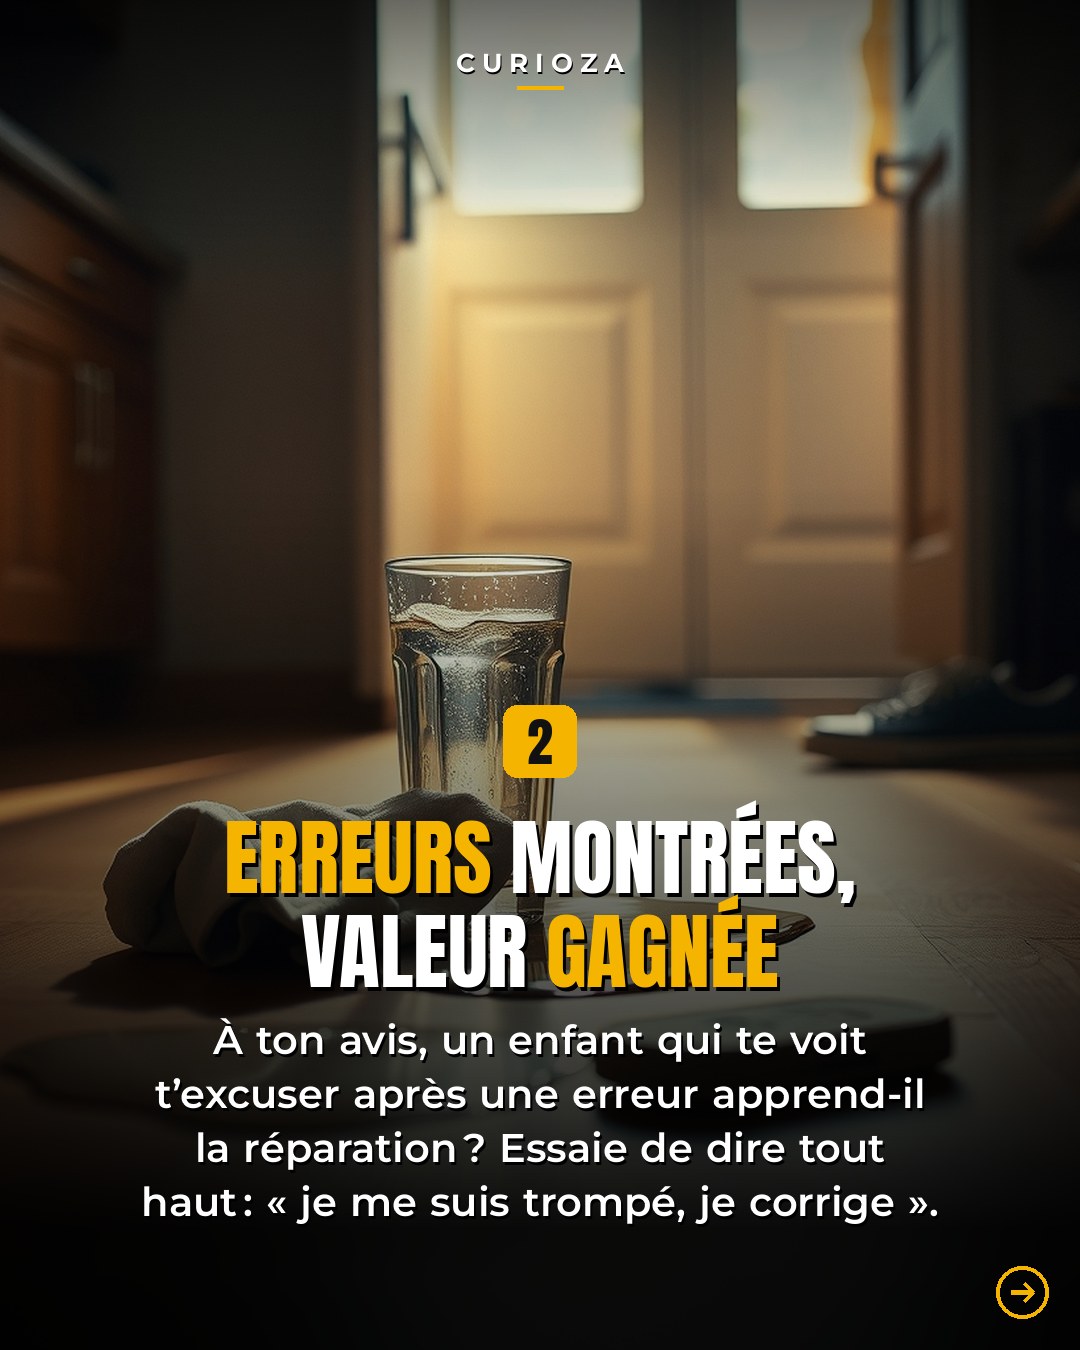 CURIOZA
2
ERREURS MONTRÉES,
VALEUR GAGNÉE
À ton avis, un enfant qui te voit
t’excuser après une erreur apprend-il
la réparation ? Essaie de dire tout
haut : « je me suis trompé, je corrige ».